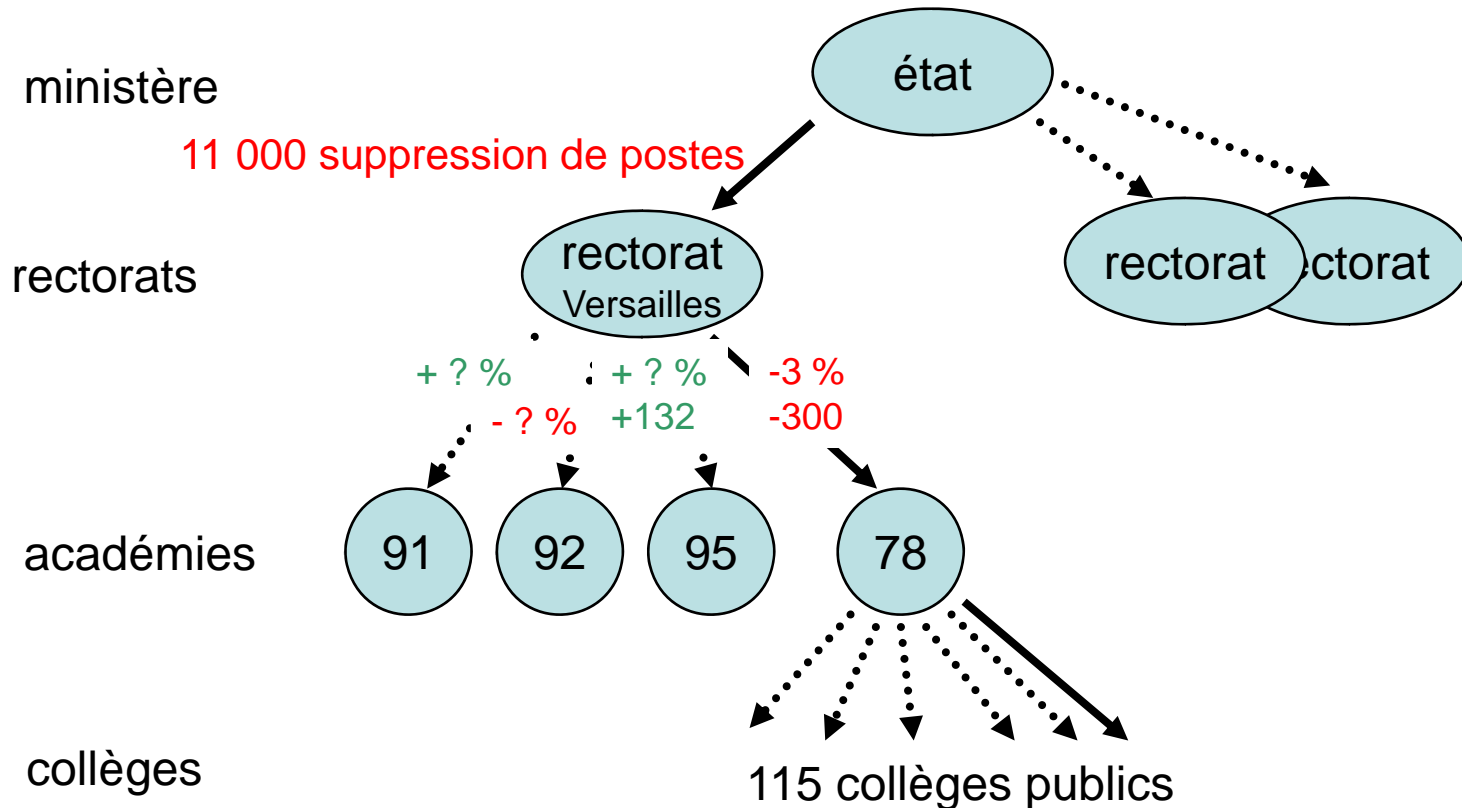 ministère
état
11 000 suppression de postes
rectorats
rectorat
Versailles
rectorat
ectorat
+ ? %
- ? %
+ ? %
+132
-3 %
-300
académies
91
92
95
78
collèges
115 collèges publics